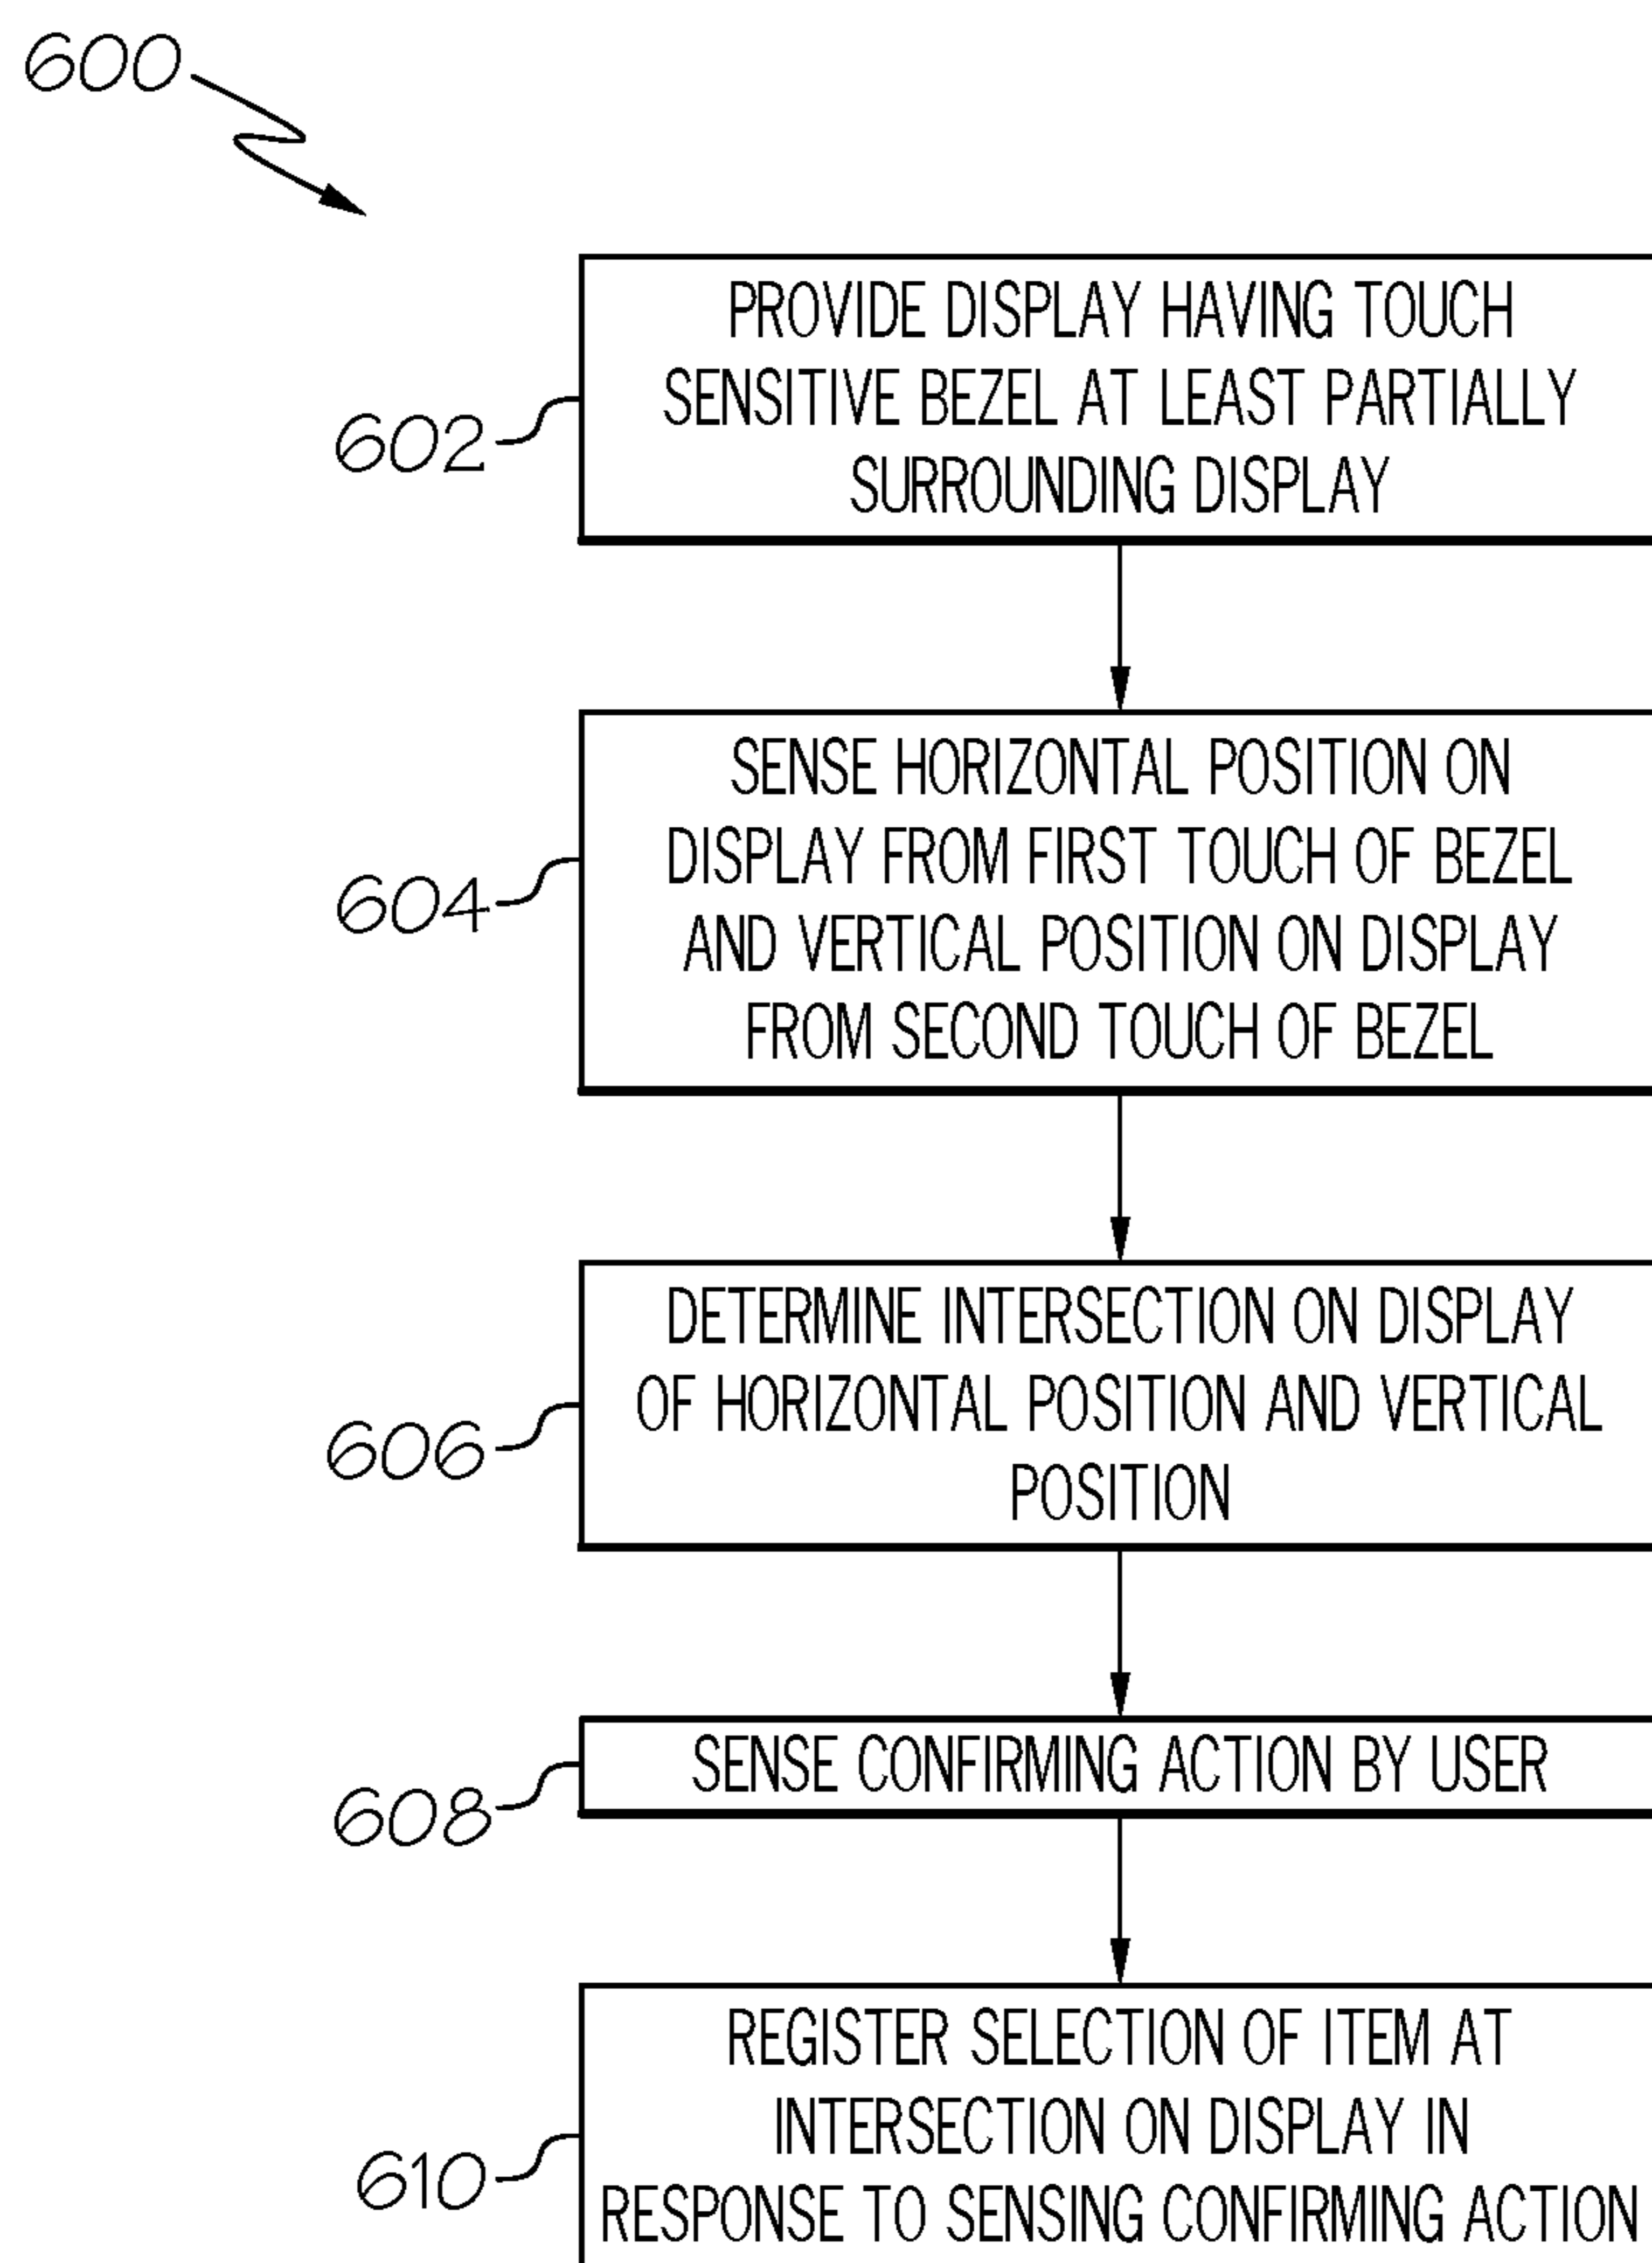 600
PROVIDE DISPLAY HAVING TOUCH
SENSITIVE BEZEL AT LEAST PARTIALLY
SURROUNDING DISPLAY
602
SENSE HORIZONTAL POSITION ON
DISPLAY FROM FIRST TOUCH OF BEZEL
AND VERTICAL POSITION ON DISPLAY
FROM SECOND TOUCH OF BEZEL
604
DETERMINE INTERSECTION ON DISPLAY
OF HORIZONTAL POSITION AND VERTICAL
POSITION
606
SENSE CONFIRMING ACTION BY USER
608
REGISTER SELECTION OF ITEM AT
INTERSECTION ON DISPLAY IN
RESPONSE TO SENSING CONFIRMING ACTION
610